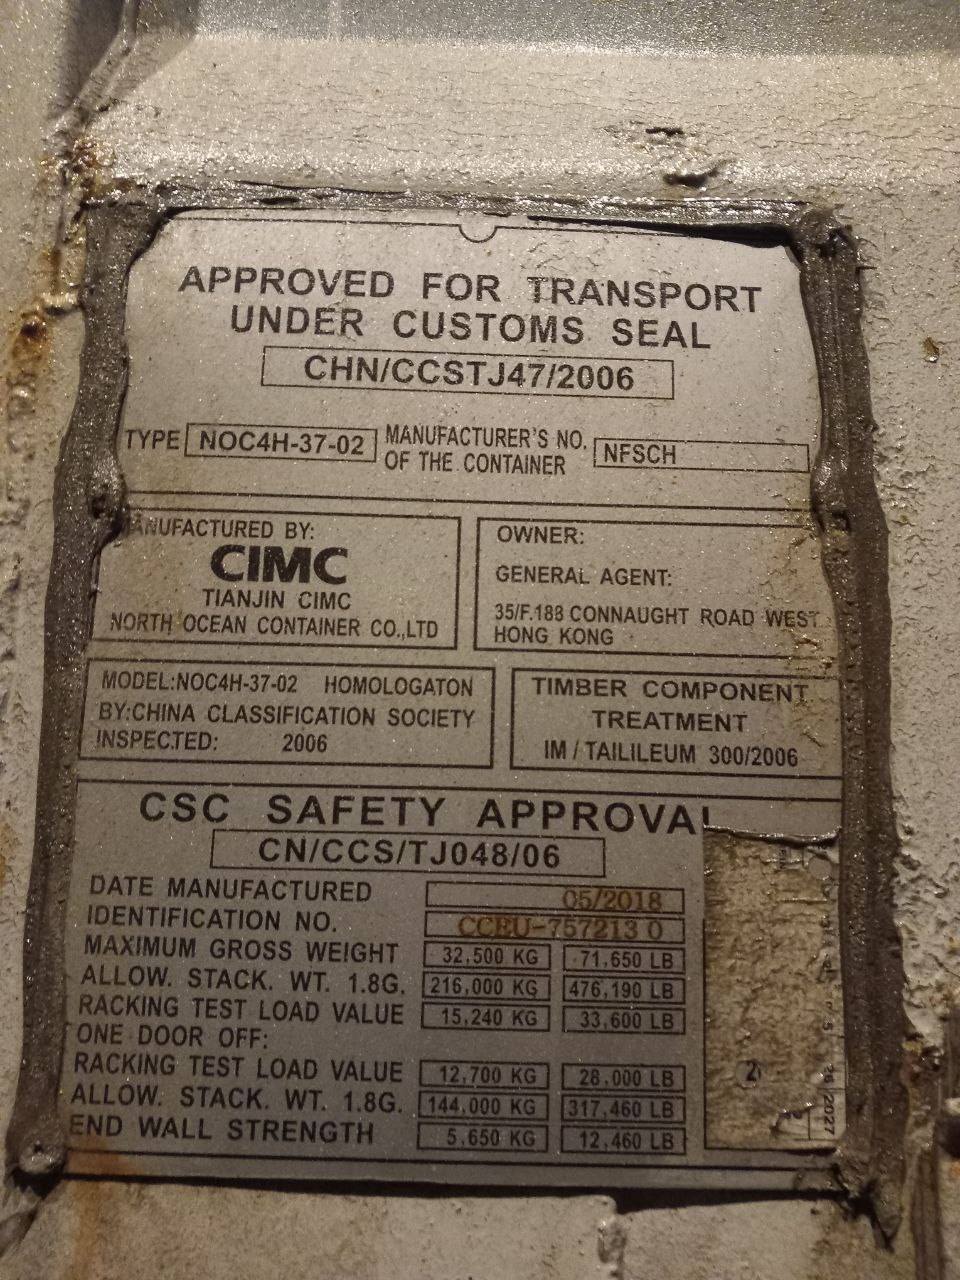 APPROVED FOR TRANSPORT
UNDER CUSTOMS SEAL
CHN/CCSTJ47/2006
TYPE NOC4H-37-02 MANUFACTURER'S NO. OF THE CONTAINER NFSCH
MANUFACTURED BY:
CIMC
TIANJIN CIMC
NORTH OCEAN CONTAINER CO.,LTD
OWNER:
GENERAL AGENT:
35/F.188 CONNAUGHT ROAD WEST
HONG KONG
MODEL:NOC4H-37-02 HOMOLOGATON
BY:CHINA CLASSIFICATION SOCIETY
INSPECTED: 2006
TIMBER COMPONENT
TREATMENT
IM / TAILILEUM 300/2006
CSC SAFETY APPROVAL
CN/CCS/TJ048/06
DATE MANUFACTURED 05/2018
IDENTIFICATION NO. 757213 0
MAXIMUM GROSS WEIGHT 32,500 KG 71,650 LB
ALLOW. STACK. WT. 1.8G. 216,000 KG 476,190 LB
RACKING TEST LOAD VALUE 15,240 KG 33,600 LB
ONE DOOR OFF:
RACKING TEST LOAD VALUE 12,700 KG 28,000 LB
ALLOW. STACK. WT. 1.8G. 144,000 KG 317,460 LB
END WALL STRENGTH 5,650 KG 12,460 LB
2
2027